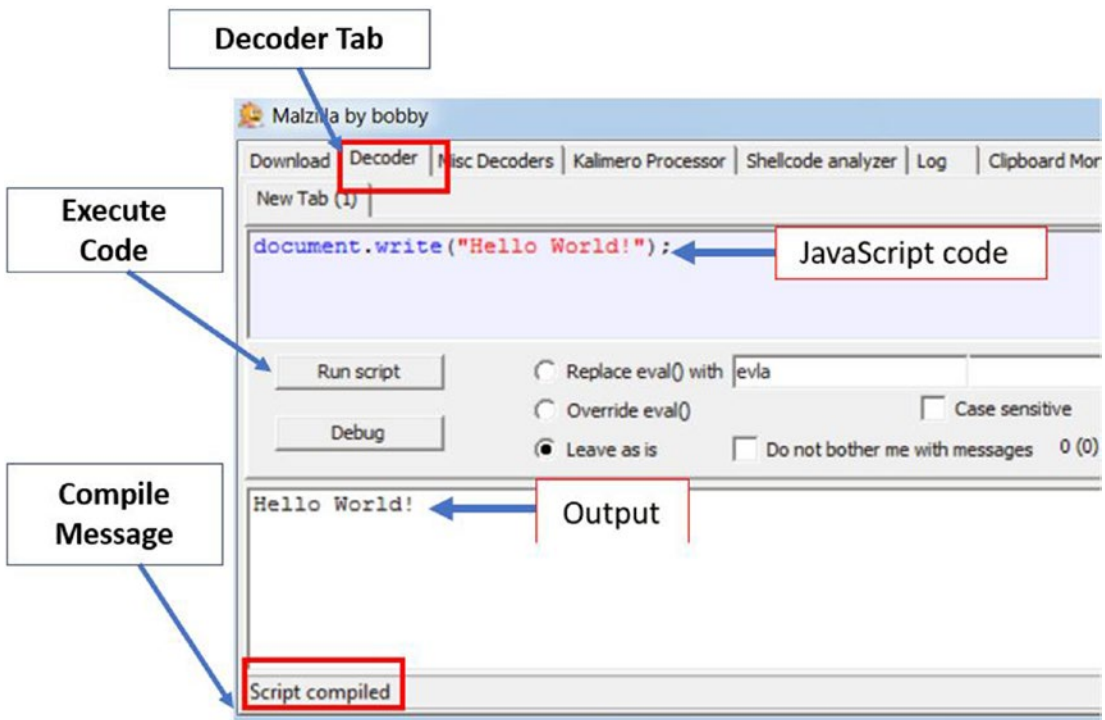 Decoder Tab
Malzilla by bobby
Download Decoder Misc Decoders Kalimero Processor Shellcode analyzer Log Clipboard Mor
New Tab (1)
Execute
Code
document.write("Hello World!");
JavaScript code
Run script
Replace eval() with evla
Override eval()
Case sensitive
Debug
Leave as is
Do not bother me with messages 0 (0)
Compile
Message
Hello World!
Output
Script compiled